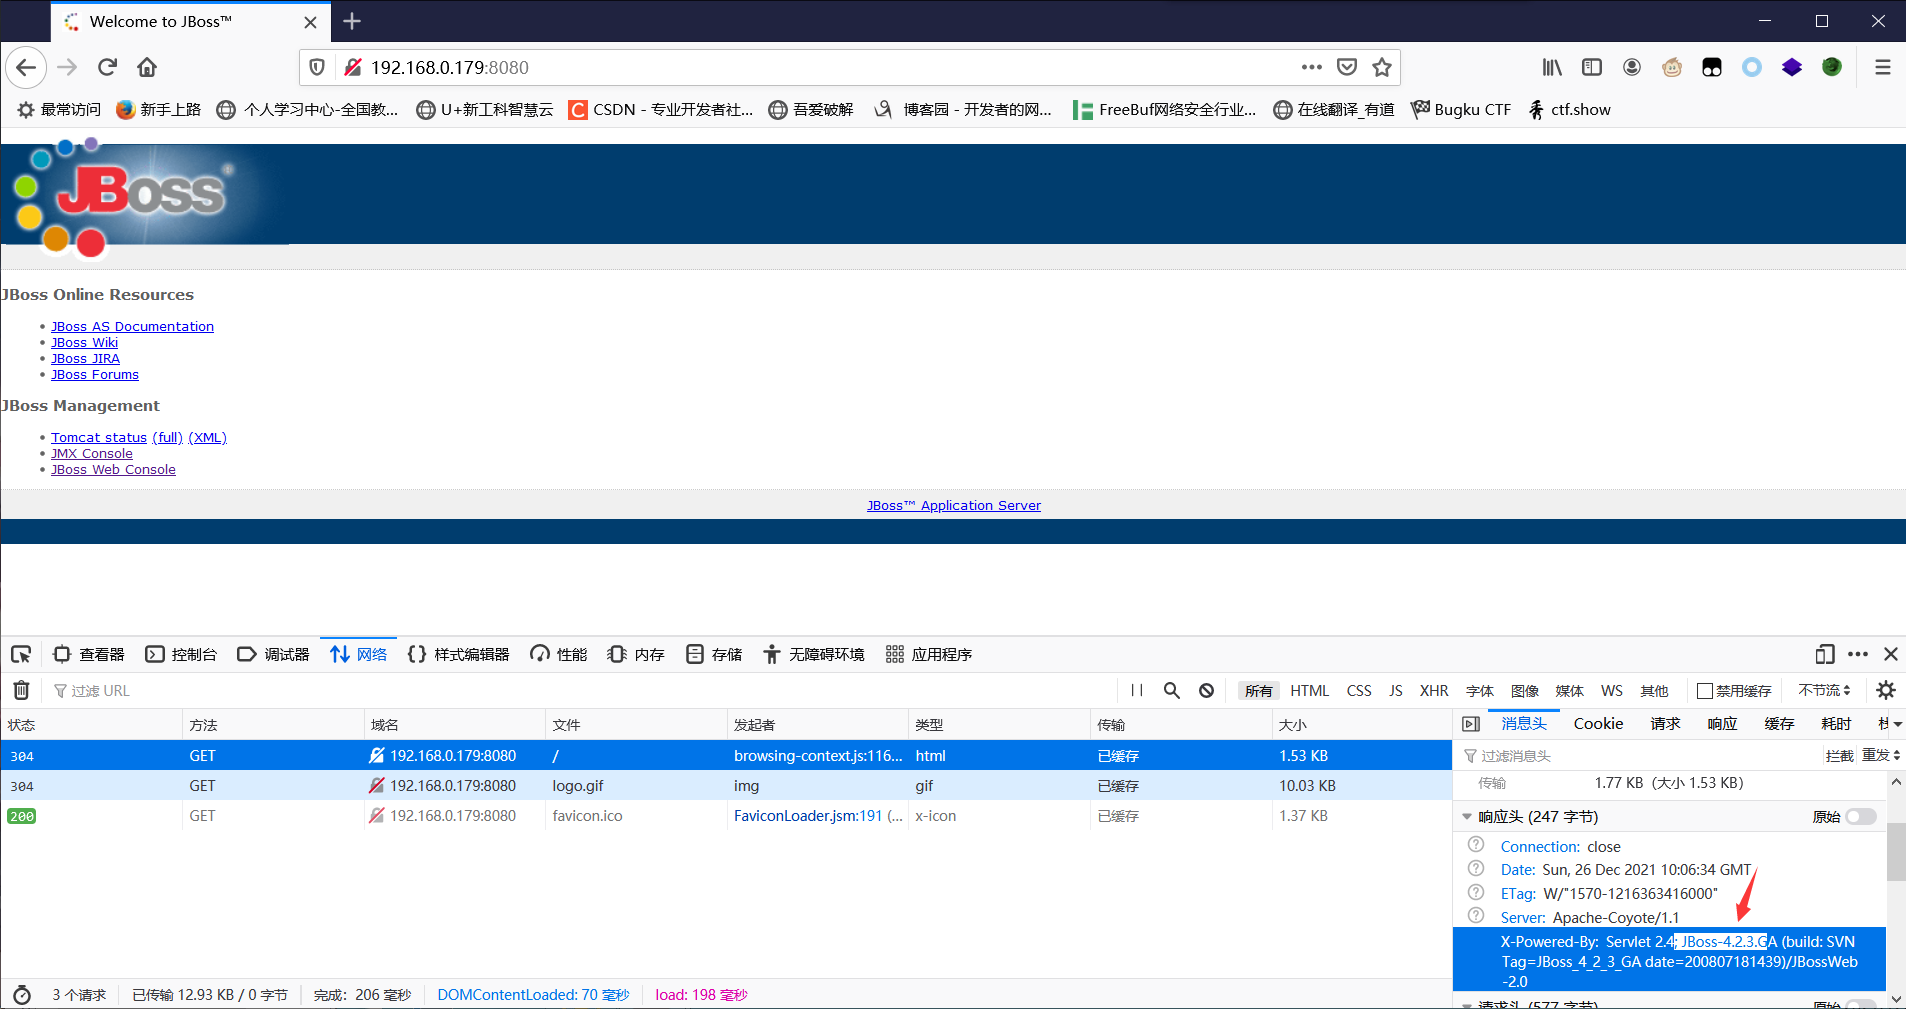 Welcome to JBoss™
192.168.0.179:8080
最常访问 新手上路 个人学习中心-全国教... U+新工科智慧云 CSDN - 专业开发者社... 吾爱破解 博客园 - 开发者的网... FreeBuf网络安全行业... 在线翻译_有道 Bugku CTF ctf.show
JBoss®
JBoss Online Resources
JBoss AS Documentation
JBoss Wiki
JBoss JIRA
JBoss Forums
JBoss Management
Tomcat status (full) (XML)
JMX Console
JBoss Web Console
JBoss™ Application Server
查看器 控制台 调试器 网络 样式编辑器 性能 内存 存储 无障碍环境 应用程序
过滤 URL 所有 HTML CSS JS XHR 字体 图像 媒体 WS 其他 禁用缓存 不节流
状态 方法 域名 文件 发起者 类型 传输 大小
304 GET 192.168.0.179:8080 / browsing-context.js:116... html 已缓存 1.53 KB
304 GET 192.168.0.179:8080 logo.gif img gif 已缓存 10.03 KB
200 GET 192.168.0.179:8080 favicon.ico FaviconLoader.jsm:191 (... x-icon 已缓存 1.37 KB
消息头 Cookie 请求 响应 缓存 耗时
过滤消息头 拦截 重发
传输 1.77 KB（大小 1.53 KB）
响应头 (247 字节) 原始
Connection: close
Date: Sun, 26 Dec 2021 10:06:34 GMT
ETag: W/"1570-1216363416000"
Server: Apache-Coyote/1.1
X-Powered-By: Servlet 2.4; JBoss-4.2.3.GA (build: SVN
Tag=JBoss_4_2_3_GA date=200807181439)/JBossWeb
-2.0
请求头 (577 字节) 原始
3 个请求 已传输 12.93 KB / 0 字节 完成：206 毫秒 DOMContentLoaded: 70 毫秒 load: 198 毫秒